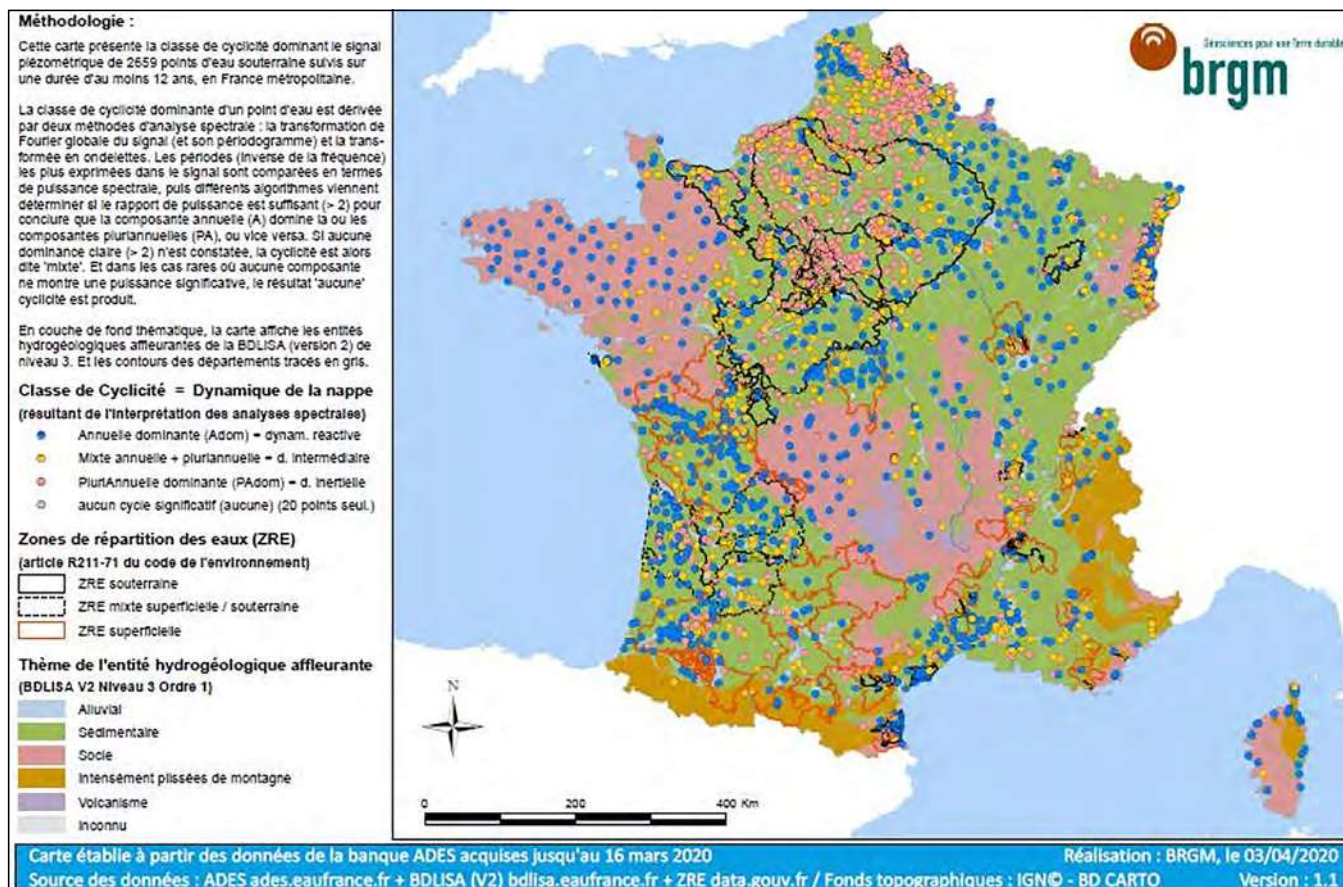 Méthodologie :
Cette carte présente la classe de cyclicité dominant le signal
piézométrique de 2659 points d'eau souterraine suivis sur
une durée d'au moins 12 ans, en France métropolitaine.
La classe de cyclicité dominante d'un point d'eau est dérivée
par deux méthodes d'analyse spectrale : la transformation de
Fourier globale du signal (et son périodogramme) et la trans-
formée en ondelettes. Les périodes (inverse de la fréquence)
les plus exprimées dans le signal sont comparées en termes
de puissance spectrale, puis différents algorithmes viennent
déterminer si le rapport de puissance est suffisant (> 2) pour
conclure que la composante annuelle (A) domine la ou les
composantes pluriannuelles (PA), ou vice versa. Si aucune
dominance claire (> 2) n'est constatée, la cyclicité est alors
dite 'mixte'. Et dans les cas rares où aucune composante
ne montre une puissance significative, le résultat 'aucune'
cyclicité est produit.
En couche de fond thématique, la carte affiche les entités
hydrogéologiques affleurantes de la BDLISA (version 2) de
niveau 3. Et les contours des départements tracés en gris.
Classe de Cyclicité = Dynamique de la nappe
(résultant de l'interprétation des analyses spectrales)
Annuelle dominante (Adom) = dynam. réactive
Mixte annuelle + pluriannuelle = d. intermédiaire
PluriAnnuelle dominante (PAdom) = d. inertielle
aucun cycle significatif (aucune) (20 points seul.)
Zones de répartition des eaux (ZRE)
(article R211-71 du code de l'environnement)
ZRE souterraine
ZRE mixte superficielle / souterraine
ZRE superficielle
Thème de l'entité hydrogéologique affleurante
(BDLISA V2 Niveau 3 Ordre 1)
Alluvial
Sédimentaire
Socle
Intensément plissées de montagne
Volcanisme
Inconnu
Géosciences pour une Terre durable
brgm
N
0 200 400 Km
Carte établie à partir des données de la banque ADES acquises jusqu'au 16 mars 2020
Réalisation : BRGM, le 03/04/2020
Source des données : ADES ades.eaufrance.fr + BDLISA (V2) bdlisa.eaufrance.fr + ZRE data.gouv.fr / Fonds topographiques : IGN© - BD CARTO
Version : 1.1